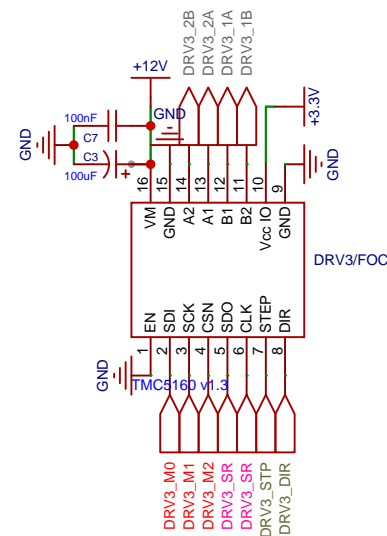 DRV3_2B
DRV3_2A
DRV3_1A
DRV3_1B
+12V
+3.3V
100nF
C7
GND
GND
C3
100uF
+
GND
16
15
14
13
12
11
10
9
VM
GND
A2
A1
B1
B2
Vcc IO
GND
DRV3/FOC
EN
SDI
SCK
CSN
SDO
CLK
STEP
DIR
1
2
3
4
5
6
7
8
GND
TMC5160 v1.3
DRV3_M0
DRV3_M1
DRV3_M2
DRV3_SR
DRV3_SR
DRV3_STP
DRV3_DIR